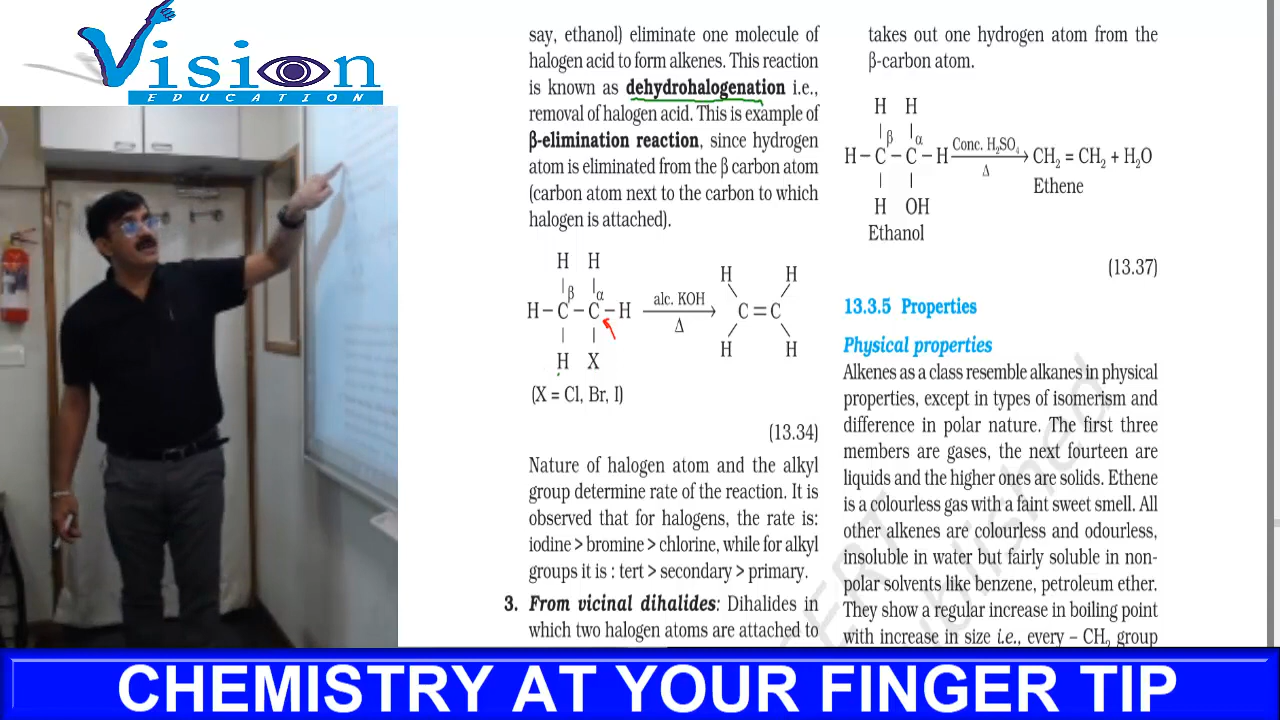 Vision
EDUCATION
say, ethanol) eliminate one molecule of
halogen acid to form alkenes. This reaction
is known as dehydrohalogenation i.e.,
removal of halogen acid. This is example of
β-elimination reaction, since hydrogen
atom is eliminated from the β carbon atom
(carbon atom next to the carbon to which
halogen is attached).
H H
β α
H – C – C – H alc. KOH Δ C = C
H X
H H
H H
(X = Cl, Br, I)
(13.34)
Nature of halogen atom and the alkyl
group determine rate of the reaction. It is
observed that for halogens, the rate is:
iodine > bromine > chlorine, while for alkyl
groups it is : tert > secondary > primary.
3. From vicinal dihalides: Dihalides in
which two halogen atoms are attached to
takes out one hydrogen atom from the
β-carbon atom.
H H
β α
H – C – C – H Conc. H₂SO₄ Δ CH₂ = CH₂ + H₂O
Ethene
H OH
Ethanol
(13.37)
13.3.5 Properties
Physical properties
Alkenes as a class resemble alkanes in physical
properties, except in types of isomerism and
difference in polar nature. The first three
members are gases, the next fourteen are
liquids and the higher ones are solids. Ethene
is a colourless gas with a faint sweet smell. All
other alkenes are colourless and odourless,
insoluble in water but fairly soluble in non-
polar solvents like benzene, petroleum ether.
They show a regular increase in boiling point
with increase in size i.e., every – CH₂ group
CHEMISTRY AT YOUR FINGER TIP